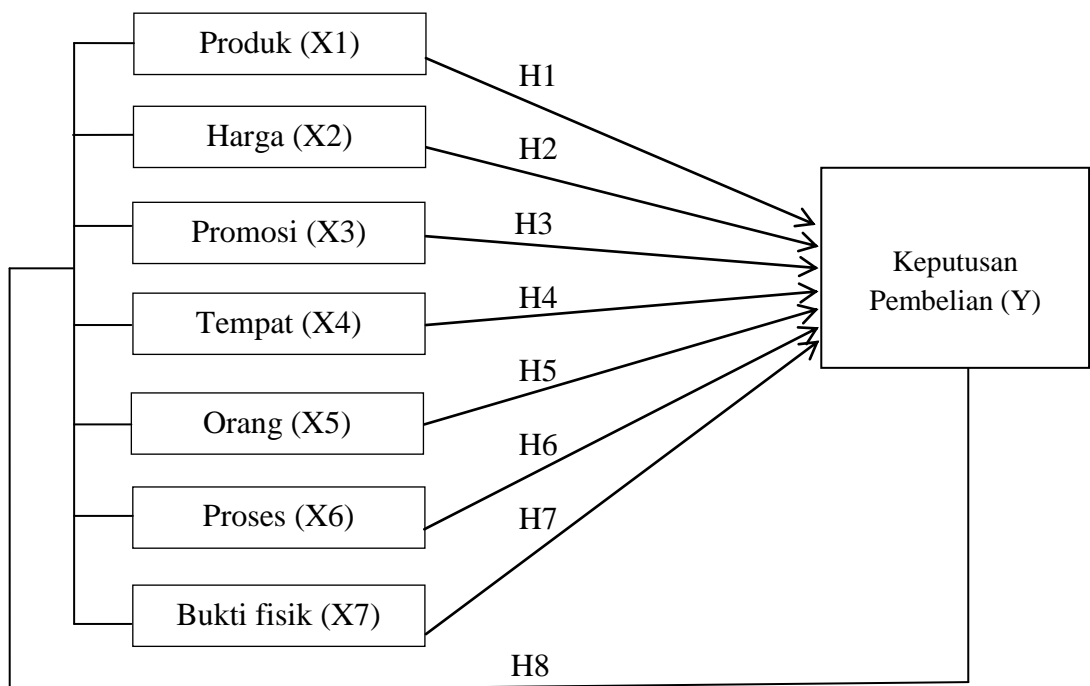 Produk (X1)
H1
Harga (X2)
H2
Promosi (X3)
H3
Tempat (X4)
H4
Orang (X5)
H5
Proses (X6)
H6
Bukti fisik (X7)
H7
Keputusan
Pembelian (Y)
H8